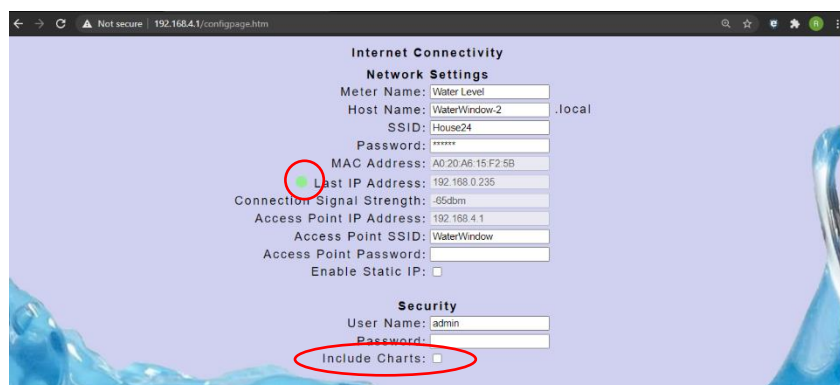 Not secure | 192.168.4.1/configpage.htm
R
Internet Connectivity
Network Settings
Meter Name: Water Level
Host Name: WaterWindow-2 .local
SSID: House24
Password: ******
MAC Address: A0:20:A6:15:F2:5B
Last IP Address: 192.168.0.235
Connection Signal Strength: -65dbm
Access Point IP Address: 192.168.4.1
Access Point SSID: WaterWindow
Access Point Password:
Enable Static IP:
Security
User Name: admin
Password:
Include Charts: